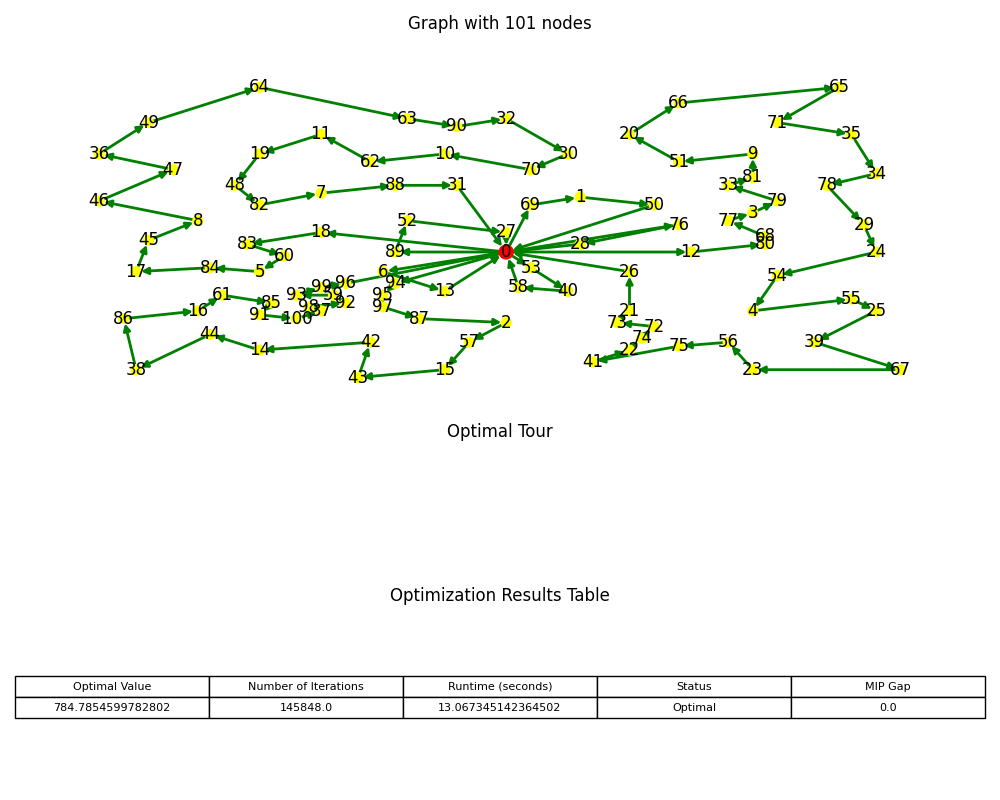 Graph with 101 nodes
64 65
66
49 63 90 32 71
11 20 35
36 19 62 10 30 51 9
47 70 81 34
48 7 88 31 33 78
46 82 69 1 50 79
8 52 27 76 77 3 29
45 83 18 28 68
60 89 0 12 80 24
17 84 5 6 53 26 54
99 96 94 13 58 40
61 93 59 95 55
16 85 98 92 97 21 4 25
86 91 100 37 87 2 73 72
44 42 57 74 56 39
14 22 75
38 43 15 41 23 67
Optimal Tour
Optimization Results Table
Optimal Value Number of Iterations Runtime (seconds) Status MIP Gap
784.7854599782802 145848.0 13.067345142364502 Optimal 0.0